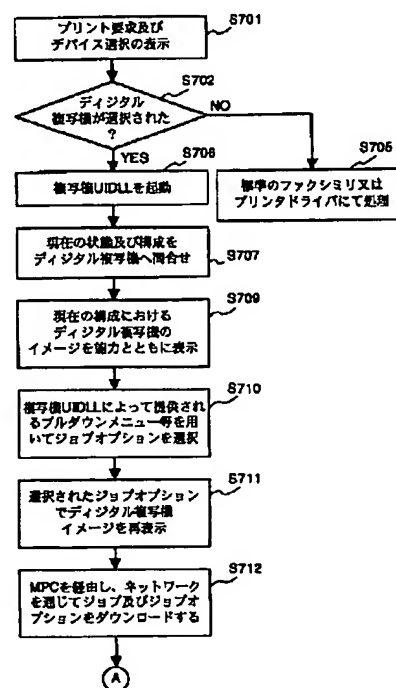 S701
プリント要求及び
デバイス選択の表示
S702
ディジタル
複写機が選択された
?
NO
YES
S706
S705
複写機UIDLLを起動
標準のファクシミリ又は
プリンタドライバにて処理
現在の状態及び構成を
ディジタル複写機へ問合せ
S707
S709
現在の構成における
ディジタル複写機の
イメージを能力とともに表示
S710
複写機UIDLLによって提供され
るプルダウンメニュー等を用
いてジョブオプションを選択
S711
選択されたジョブオプション
でディジタル複写機
イメージを再表示
S712
MPCを経由し、ネットワーク
を通じてジョブ及びジョブオ
プションをダウンロードする
A